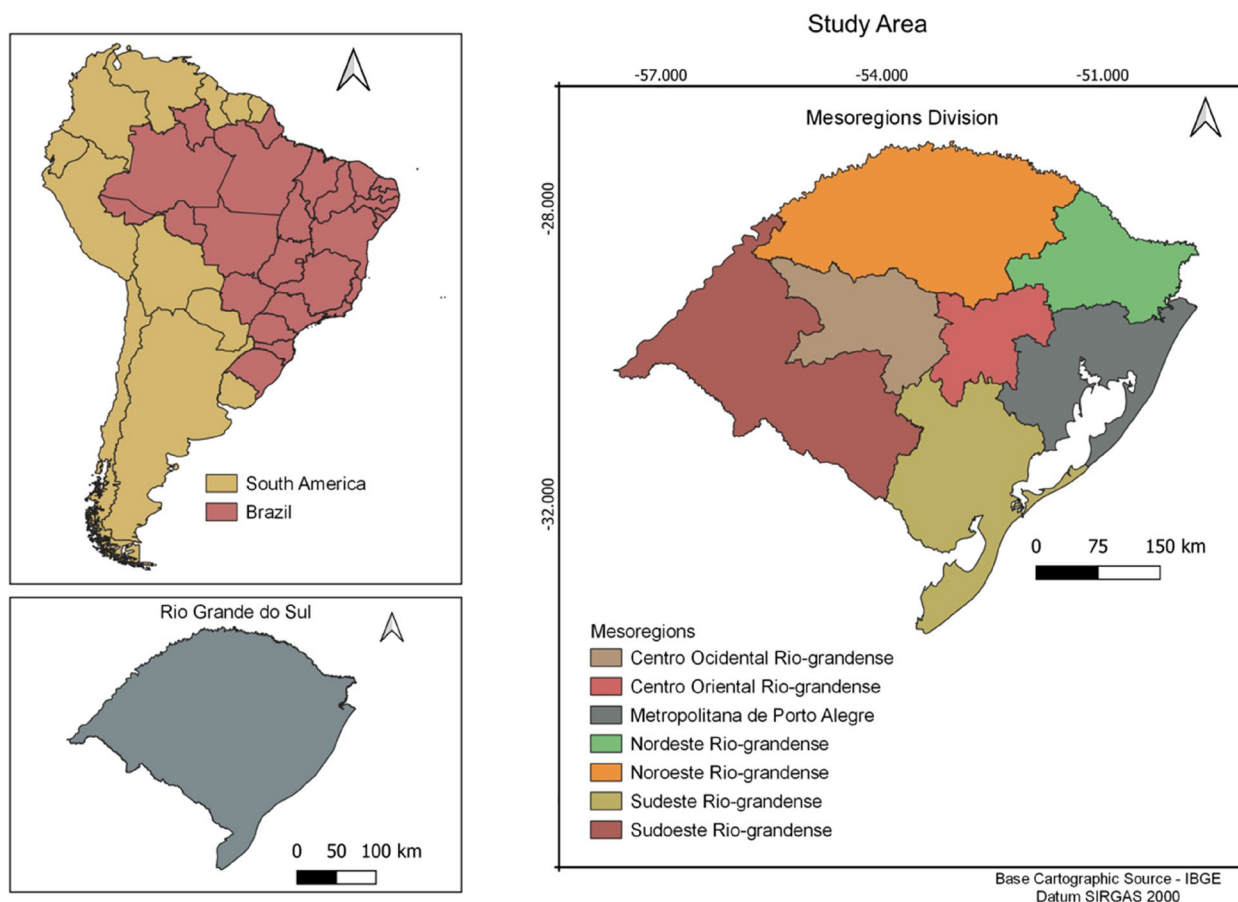 Study Area
South America
Brazil
Rio Grande do Sul
0 50 100 km
-57.000 -54.000 -51.000
Mesoregions Division
-28.000
-32.000
0 75 150 km
Mesoregions
Centro Ocidental Rio-grandense
Centro Oriental Rio-grandense
Metropolitana de Porto Alegre
Nordeste Rio-grandense
Noroeste Rio-grandense
Sudeste Rio-grandense
Sudoeste Rio-grandense
Base Cartographic Source - IBGE
Datum SIRGAS 2000